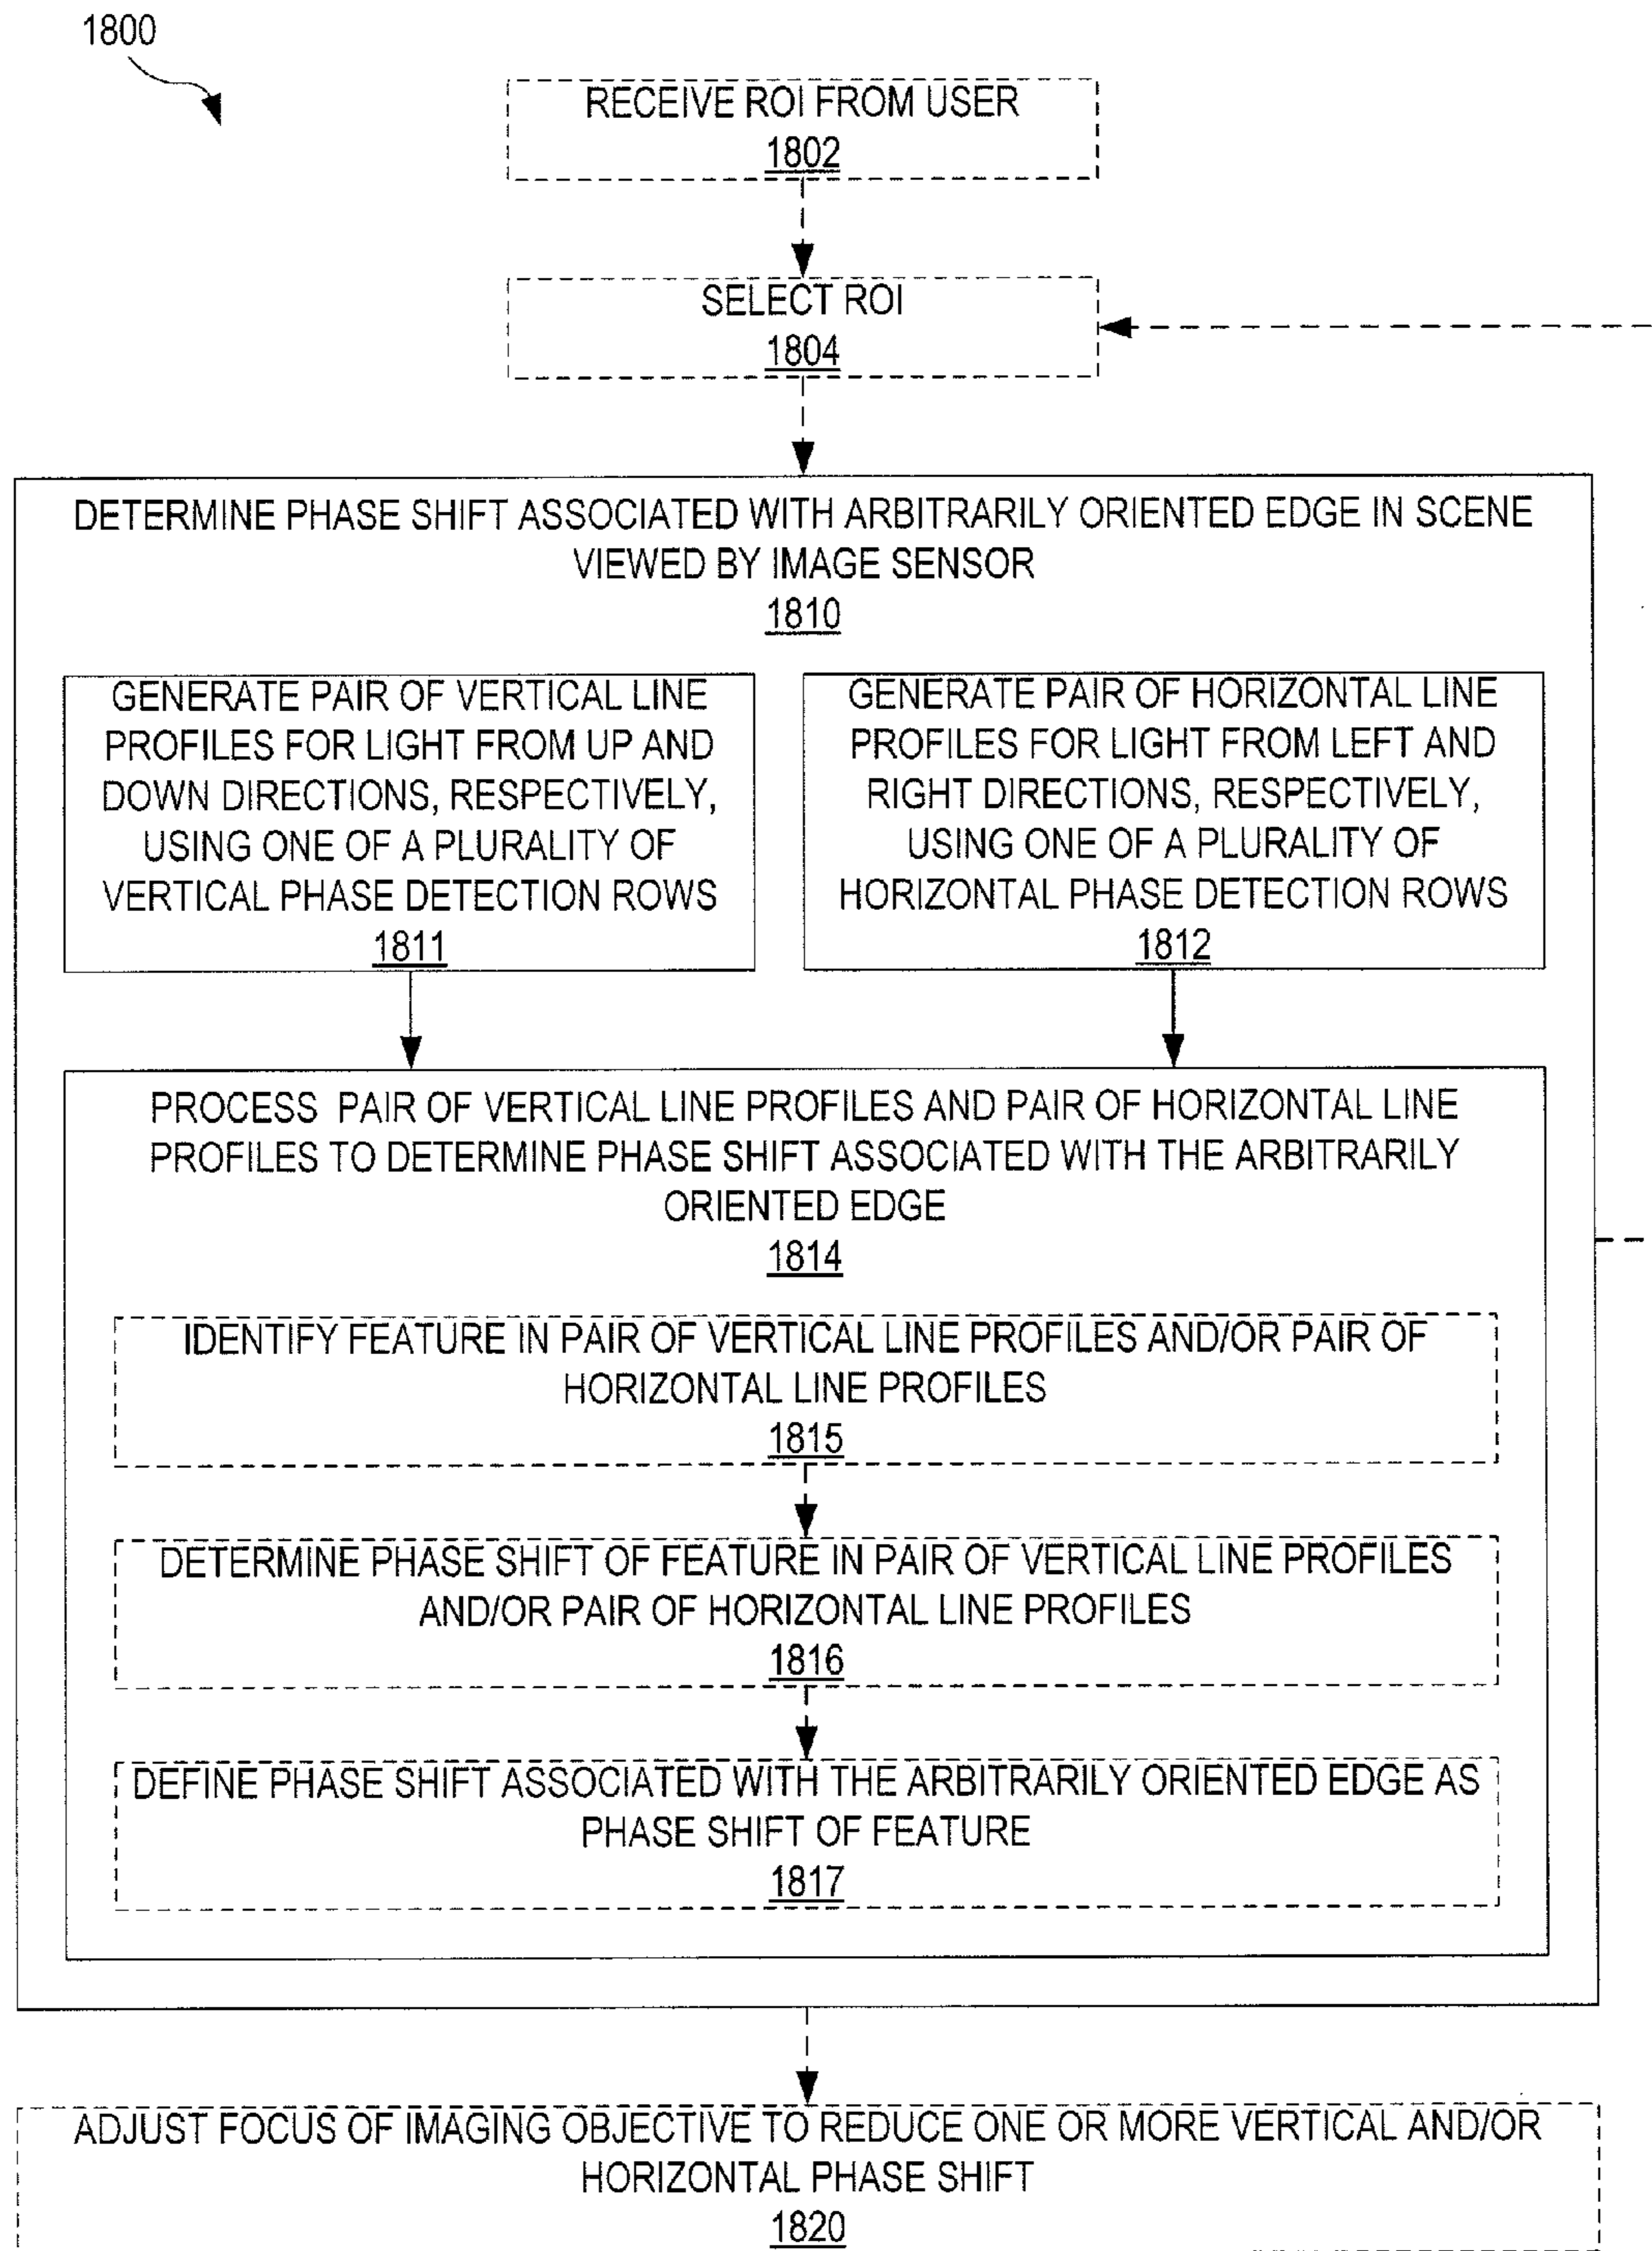 1800
RECEIVE ROI FROM USER
1802
SELECT ROI
1804
DETERMINE PHASE SHIFT ASSOCIATED WITH ARBITRARILY ORIENTED EDGE IN SCENE
VIEWED BY IMAGE SENSOR
1810
GENERATE PAIR OF VERTICAL LINE
PROFILES FOR LIGHT FROM UP AND
DOWN DIRECTIONS, RESPECTIVELY,
USING ONE OF A PLURALITY OF
VERTICAL PHASE DETECTION ROWS
1811
GENERATE PAIR OF HORIZONTAL LINE
PROFILES FOR LIGHT FROM LEFT AND
RIGHT DIRECTIONS, RESPECTIVELY,
USING ONE OF A PLURALITY OF
HORIZONTAL PHASE DETECTION ROWS
1812
PROCESS PAIR OF VERTICAL LINE PROFILES AND PAIR OF HORIZONTAL LINE
PROFILES TO DETERMINE PHASE SHIFT ASSOCIATED WITH THE ARBITRARILY
ORIENTED EDGE
1814
IDENTIFY FEATURE IN PAIR OF VERTICAL LINE PROFILES AND/OR PAIR OF
HORIZONTAL LINE PROFILES
1815
DETERMINE PHASE SHIFT OF FEATURE IN PAIR OF VERTICAL LINE PROFILES
AND/OR PAIR OF HORIZONTAL LINE PROFILES
1816
DEFINE PHASE SHIFT ASSOCIATED WITH THE ARBITRARILY ORIENTED EDGE AS
PHASE SHIFT OF FEATURE
1817
ADJUST FOCUS OF IMAGING OBJECTIVE TO REDUCE ONE OR MORE VERTICAL AND/OR
HORIZONTAL PHASE SHIFT
1820